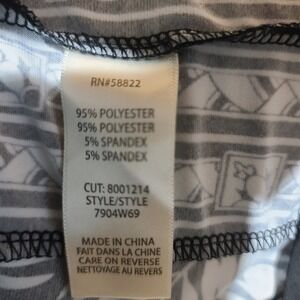 RN#58822
95% POLYESTER
95% POLYESTER
5% SPANDEX
5% SPANDEX
CUT: 8001214
STYLE/STYLE
7904W69
MADE IN CHINA
FAIT DANS LA CHINE
CARE ON REVERSE
NETTOYAGE AU REVERS